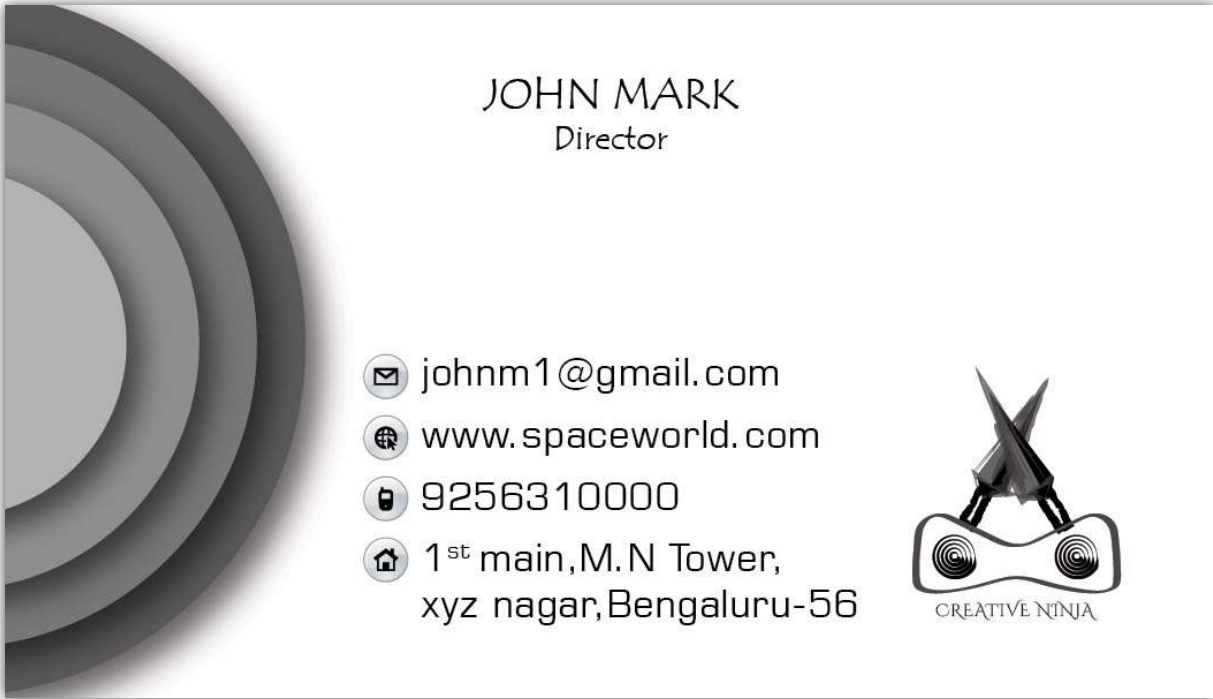 JOHN MARK
Director
johnm1@gmail.com
www.spaceworld.com
9256310000
1st main,M.N Tower,
xyz nagar,Bengaluru-56
CREATIVE NINJA